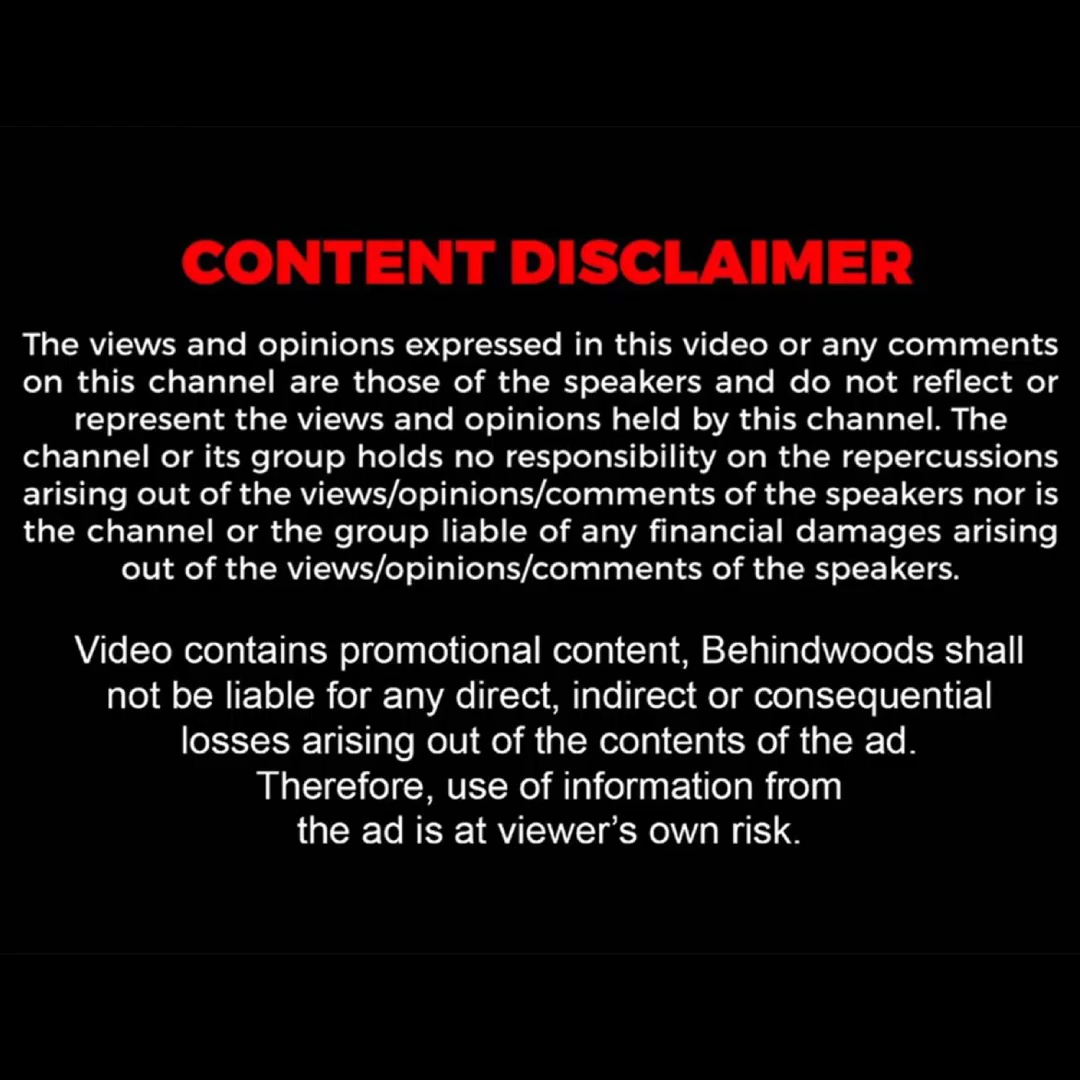 CONTENT DISCLAIMER
The views and opinions expressed in this video or any comments
on this channel are those of the speakers and do not reflect or
represent the views and opinions held by this channel. The
channel or its group holds no responsibility on the repercussions
arising out of the views/opinions/comments of the speakers nor is
the channel or the group liable of any financial damages arising
out of the views/opinions/comments of the speakers.
Video contains promotional content, Behindwoods shall
not be liable for any direct, indirect or consequential
losses arising out of the contents of the ad.
Therefore, use of information from
the ad is at viewer’s own risk.